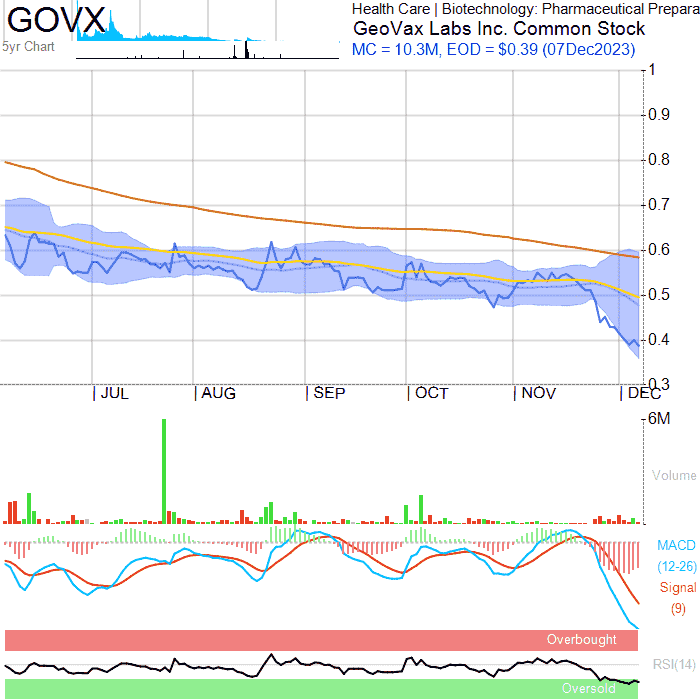 GOVX
5yr Chart
Health Care | Biotechnology: Pharmaceutical Prepara
GeoVax Labs Inc. Common Stock
MC = 10.3M, EOD = $0.39 (07Dec2023)
1
0.9
0.8
0.7
0.6
0.5
0.4
0.3
JUL AUG SEP OCT NOV DEC
6M
Volume
MACD
(12-26)
Signal
(9)
Overbought
RSI(14)
Oversold